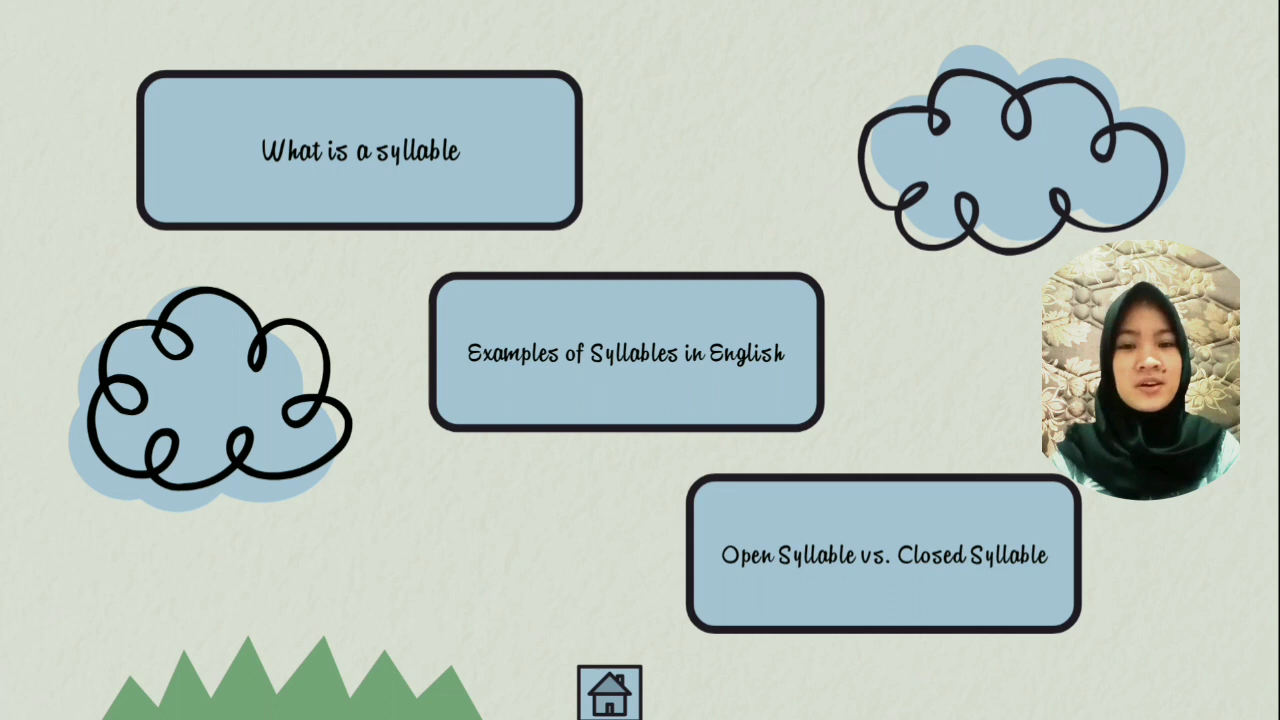 What is a syllable
Examples of Syllables in English
Open Syllable vs. Closed Syllable